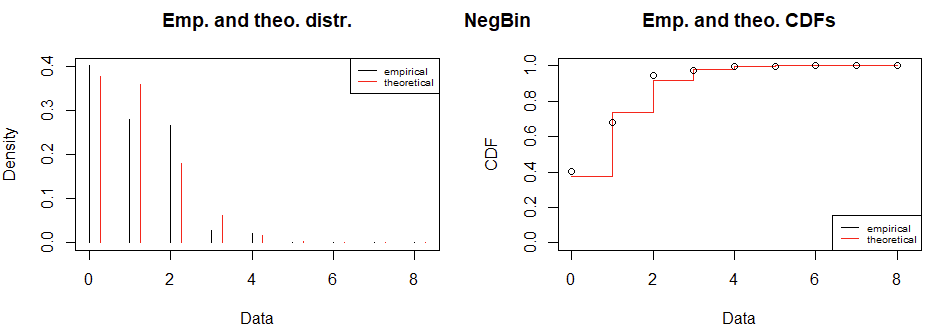 Emp. and theo. distr.
NegBin
Emp. and theo. CDFs
Density
0.0 0.1 0.2 0.3 0.4
empirical
theoretical
0 2 4 6 8
Data
CDF
0.0 0.2 0.4 0.6 0.8 1.0
empirical
theoretical
0 2 4 6 8
Data